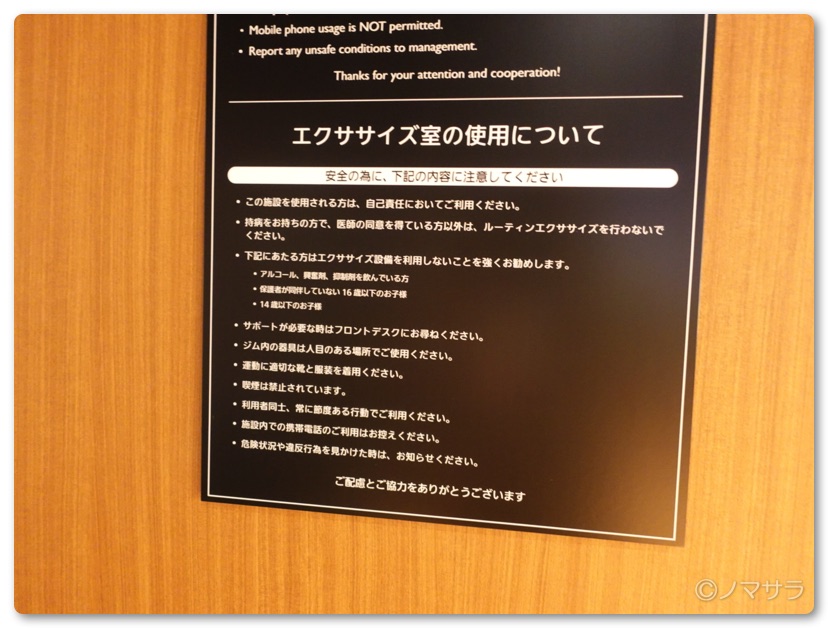 • Mobile phone usage is NOT permitted.
• Report any unsafe conditions to management.
Thanks for your attention and cooperation!
エクササイズ室の使用について
安全の為に、下記の内容に注意してください
• この施設を使用される方は、自己責任においてご利用ください。
• 持病をお持ちの方で、医師の同意を得ている方以外は、ルーティンエクササイズを行わないで
ください。
• 下記にあたる方はエクササイズ設備を利用しないことを強くお勧めします。
• アルコール、興奮剤、抑制剤を飲んでいる方
• 保護者が同伴していない 16 歳以下のお子様
• 14 歳以下のお子様
• サポートが必要な時はフロントデスクにお尋ねください。
• ジム内の器具は人目のある場所でご使用ください。
• 運動に適切な靴と服装を着用ください。
• 喫煙は禁止されています。
• 利用者同士、常に節度ある行動でご利用ください。
• 施設内での携帯電話のご利用はお控えください。
• 危険状況や違反行為を見かけた時は、お知らせください。
ご配慮とご協力をありがとうございます
©ノマサラ